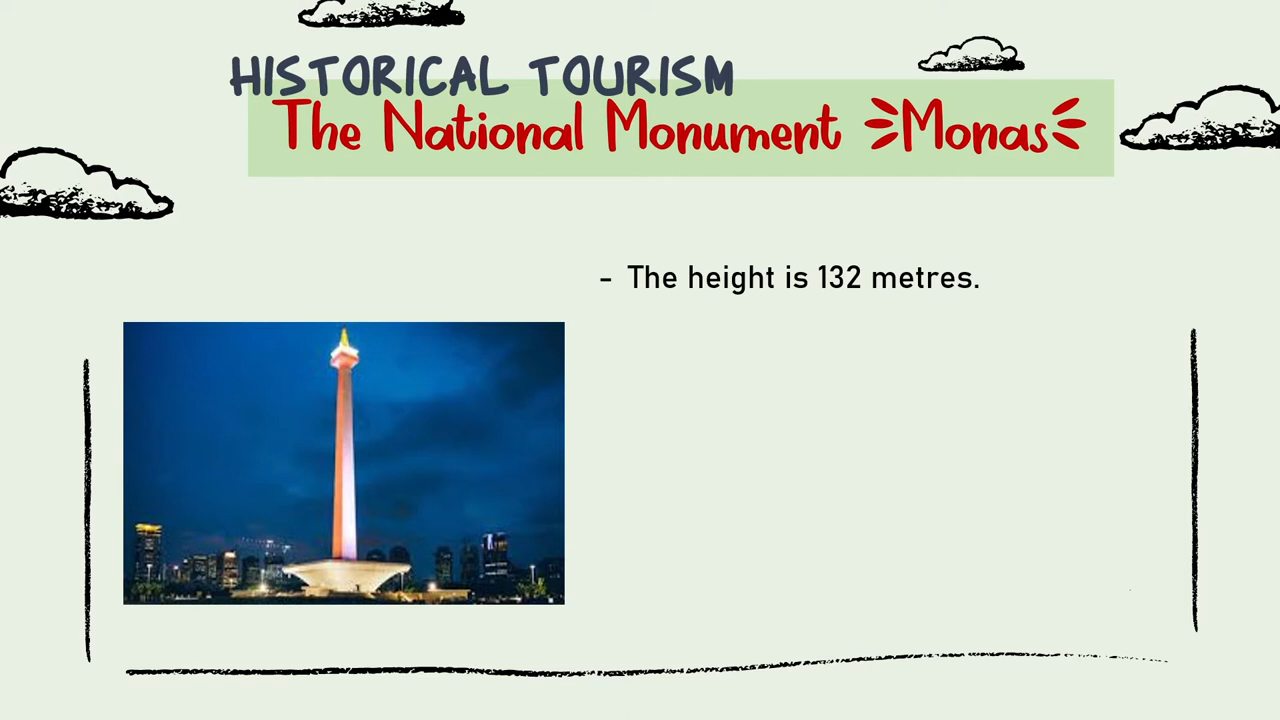 HISTORICAL TOURISM
The National Monument Monas
- The height is 132 metres.